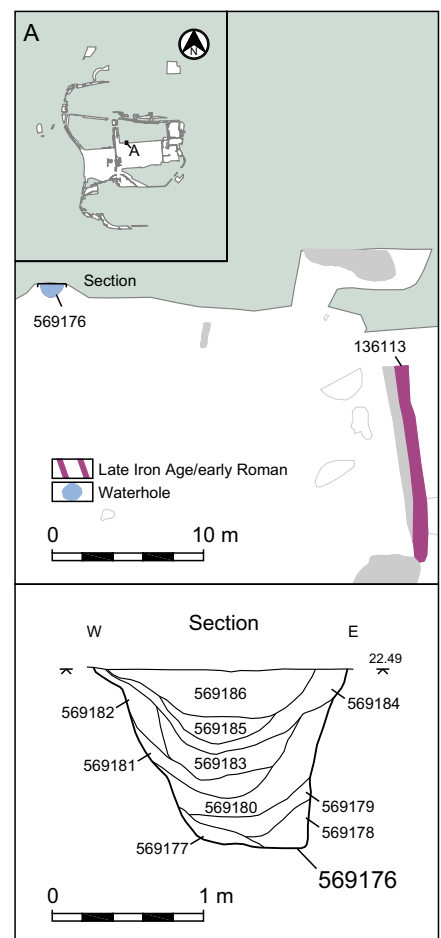 A
N
A
Section
569176
136113
Late Iron Age/early Roman
Waterhole
0 10 m
Section
W E
22.49
569186
569182 569184
569185
569181 569183
569180 569179
569178
569177
569176
0 1 m